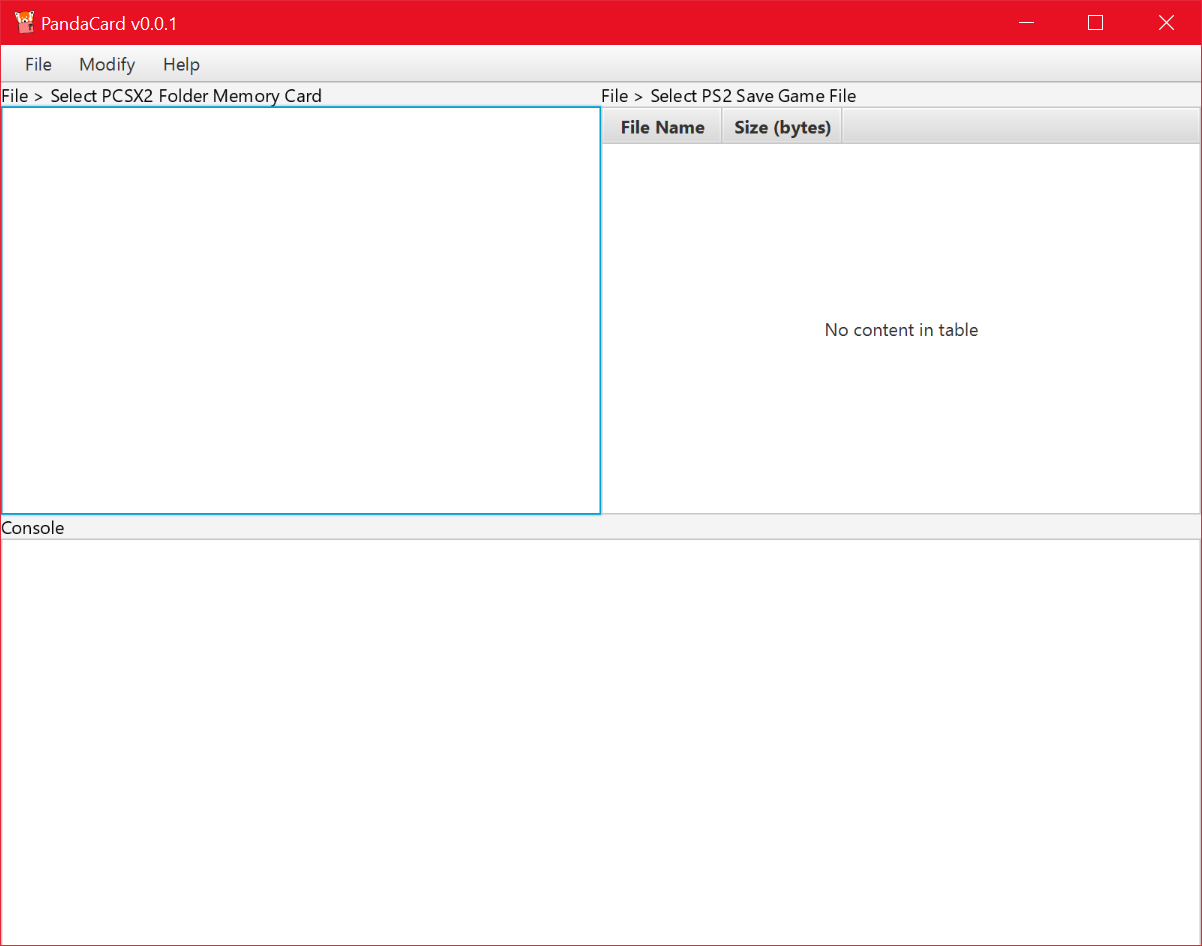 PandaCard v0.0.1
File Modify Help
File > Select PCSX2 Folder Memory Card
File > Select PS2 Save Game File
File Name Size (bytes)
No content in table
Console